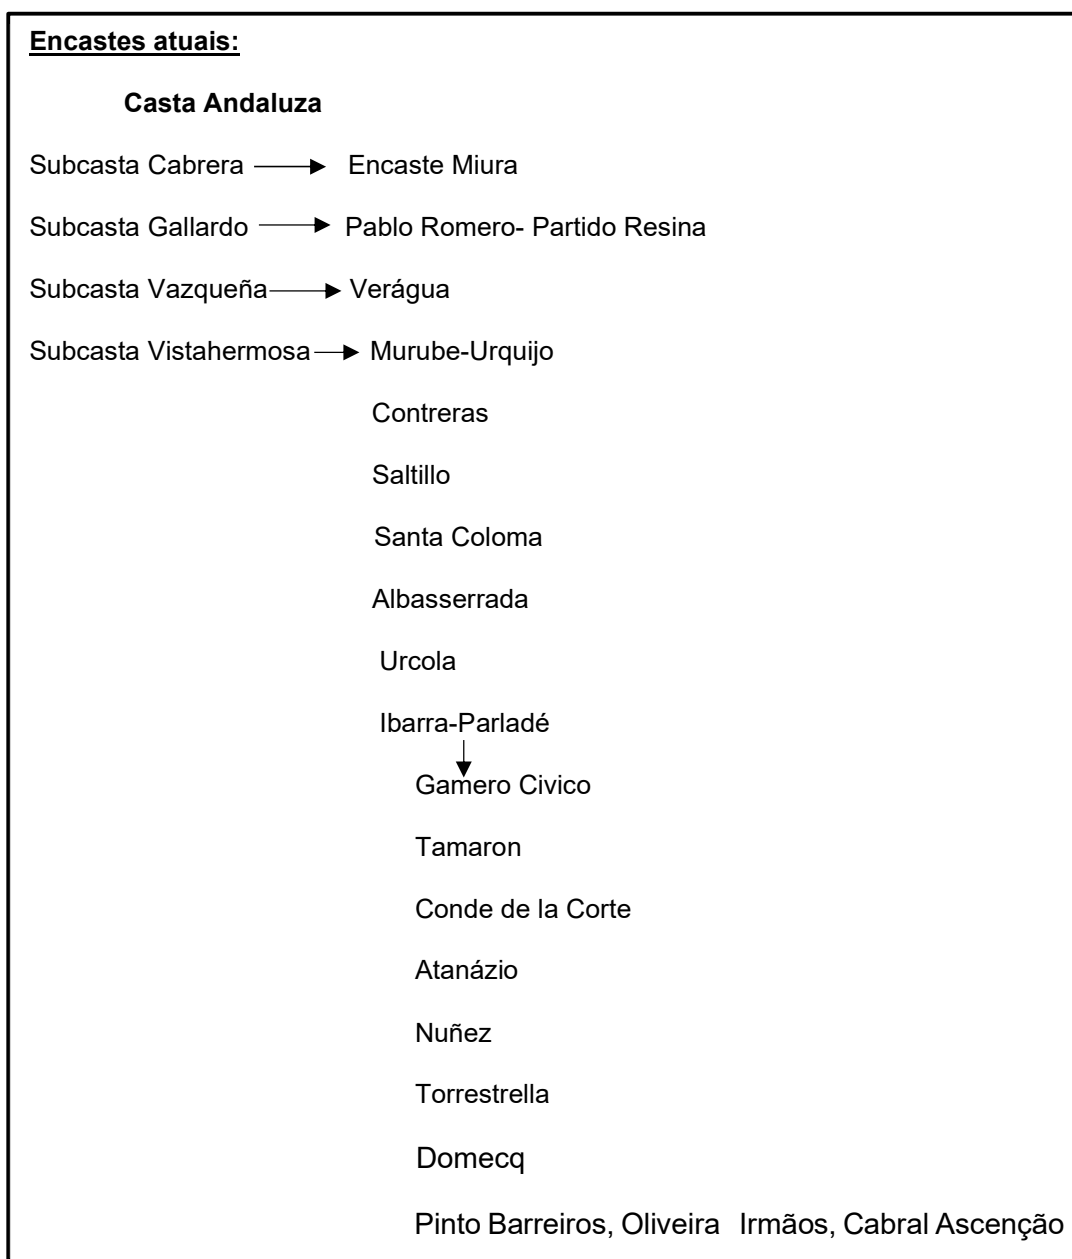 Encastes atuais:
Casta Andaluza
Subcasta Cabrera Encaste Miura
Subcasta Gallardo Pablo Romero- Partido Resina
Subcasta Vazqueña Verágua
Subcasta Vistahermosa Murube-Urquijo
Contreras
Saltillo
Santa Coloma
Albasserrada
Urcola
Ibarra-Parladé
Gamero Civico
Tamaron
Conde de la Corte
Atanázio
Nuñez
Torrestrella
Domecq
Pinto Barreiros, Oliveira Irmãos, Cabral Ascenção